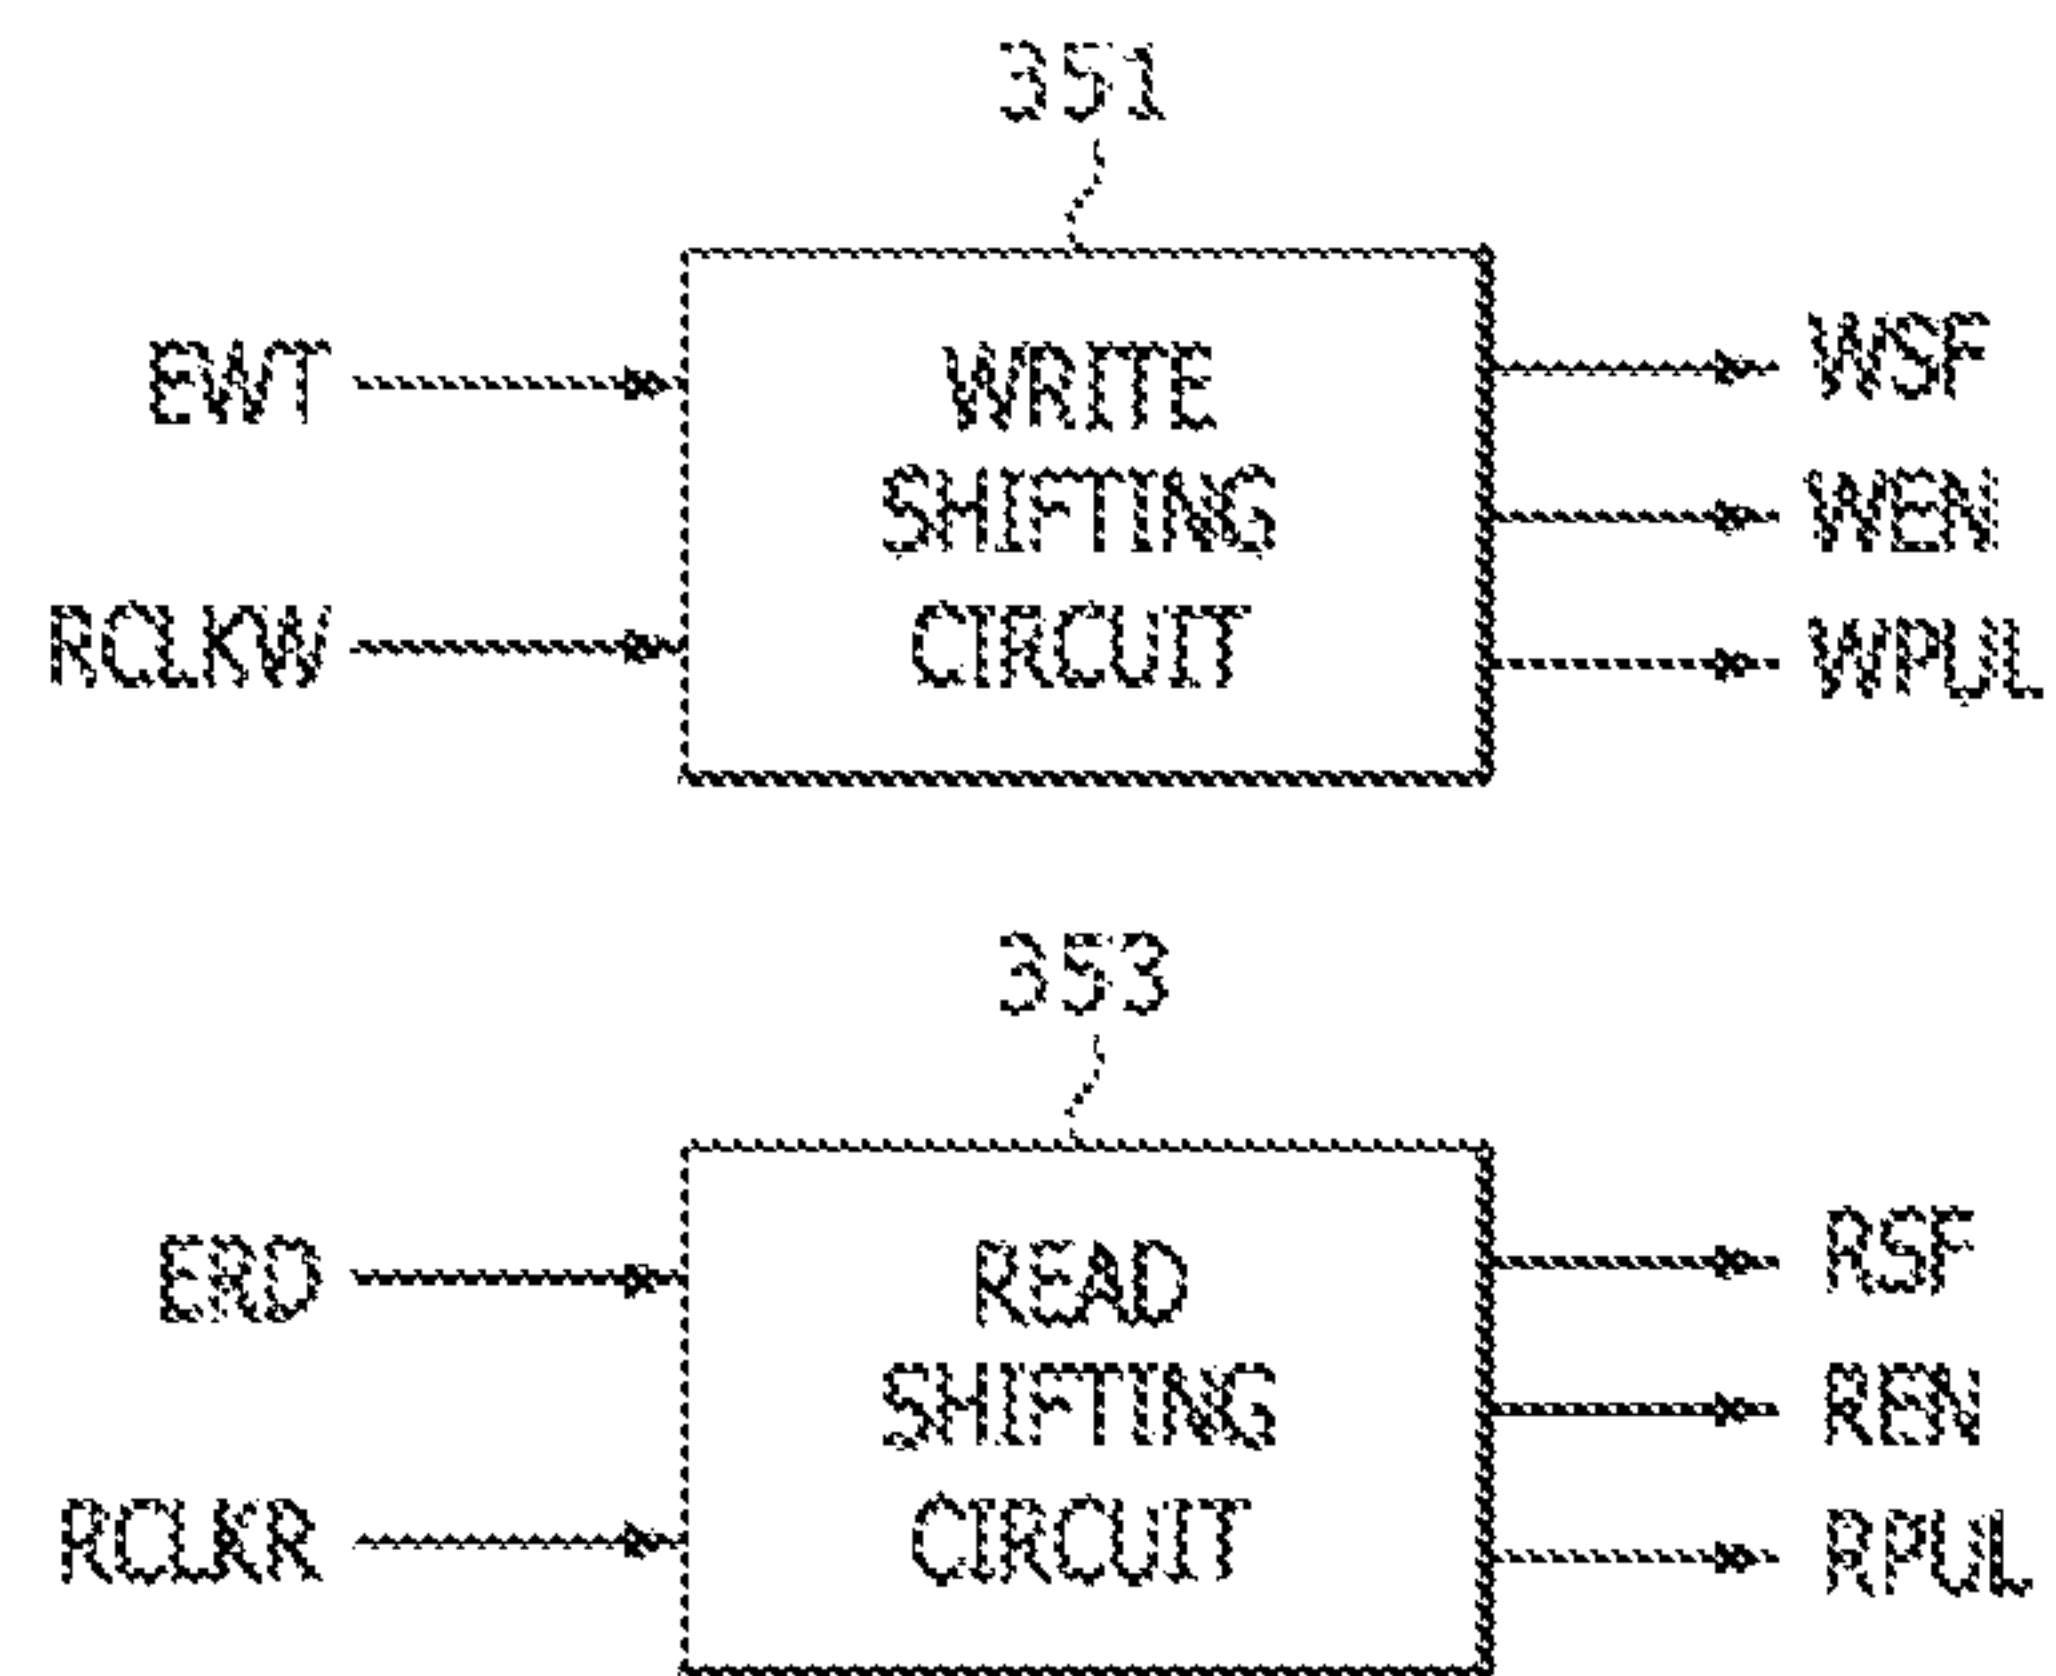 351
EWT
RCLKW
WRITE
SHIFTING
CIRCUIT
WSF
WEN
WPUL
353
ERD
RCLKR
READ
SHIFTING
CIRCUIT
RSF
REN
RPUL